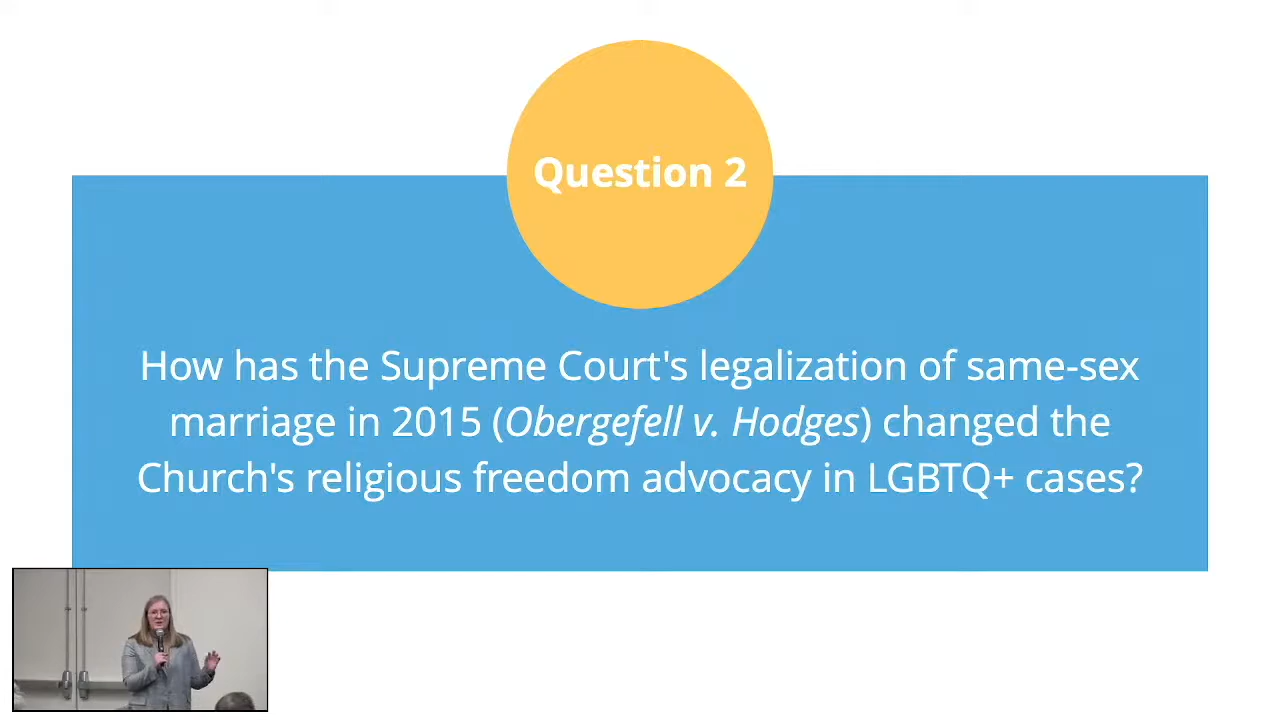 Question 2
How has the Supreme Court's legalization of same-sex
marriage in 2015 (Obergefell v. Hodges) changed the
Church's religious freedom advocacy in LGBTQ+ cases?